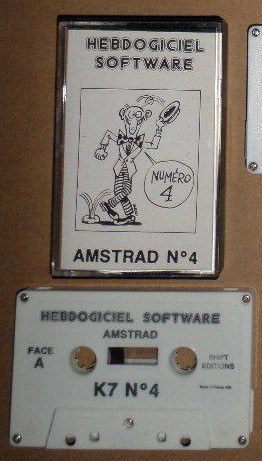 HEBDOGICIEL
SOFTWARE
NUMÉRO
4
AMSTRAD N°4
HEBDOGICIEL SOFTWARE
AMSTRAD
FACE
A
SHIFT
EDITIONS
K7 N°4